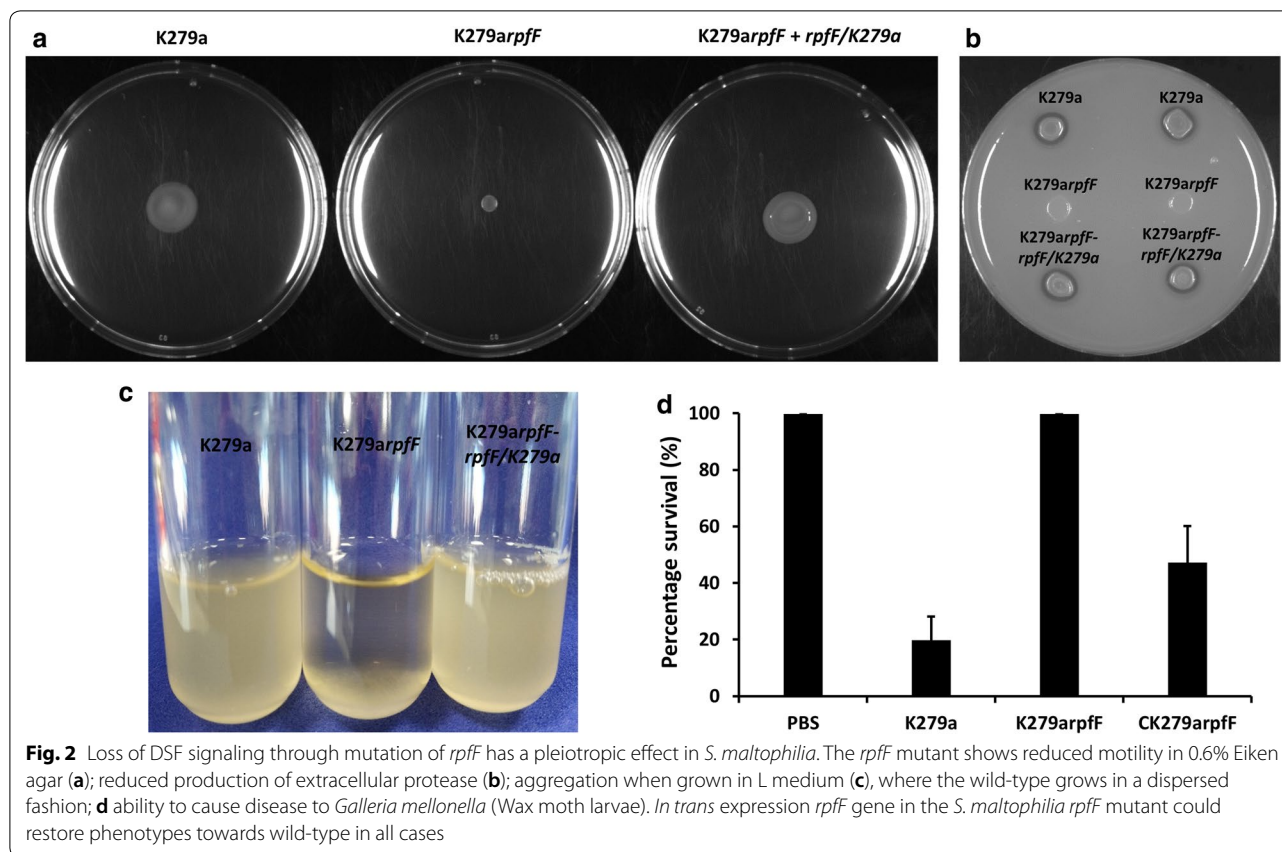 a
K279a
K279arpfF
K279arpfF + rpfF/K279a
b
K279a
K279a
K279arpfF
K279arpfF
K279arpfF-
rpfF/K279a
K279arpfF-
rpfF/K279a
c
K279a
K279arpfF
K279arpfF-
rpfF/K279a
d
Percentage survival (%)
100
80
60
40
20
0
PBS
K279a
K279arpfF
CK279arpfF
Fig. 2 Loss of DSF signaling through mutation of rpfF has a pleiotropic effect in S. maltophilia. The rpfF mutant shows reduced motility in 0.6% Eiken
agar (a); reduced production of extracellular protease (b); aggregation when grown in L medium (c), where the wild-type grows in a dispersed
fashion; d ability to cause disease to Galleria mellonella (Wax moth larvae). In trans expression rpfF gene in the S. maltophilia rpfF mutant could
restore phenotypes towards wild-type in all cases